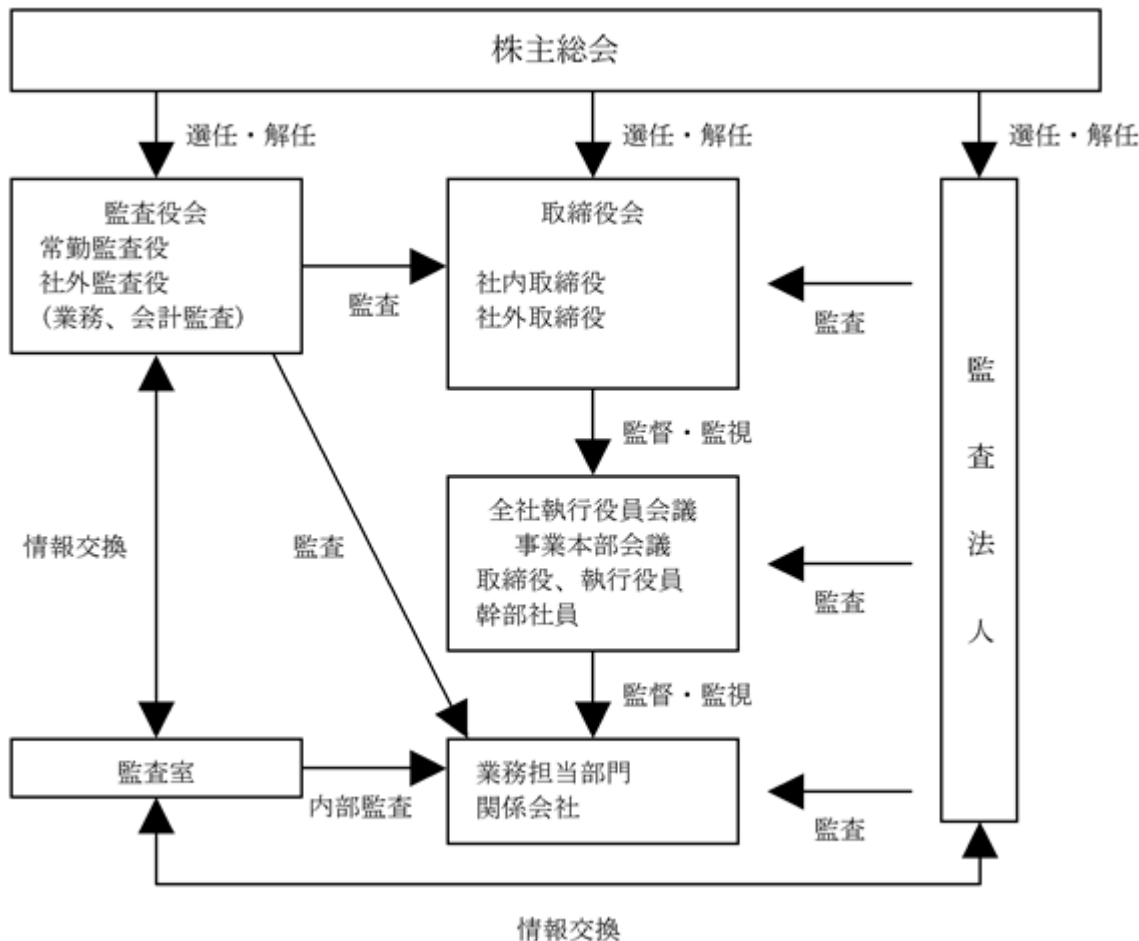 株主総会
選任・解任
選任・解任
選任・解任
監査役会
常勤監査役
社外監査役
(業務、会計監査)
監査
取締役会
社内取締役
社外取締役
監査
監査法人
監督・監視
全社執行役員会議
事業本部会議
取締役、執行役員
幹部社員
監査
情報交換
監査
監督・監視
監査室
内部監査
業務担当部門
関係会社
監査
情報交換